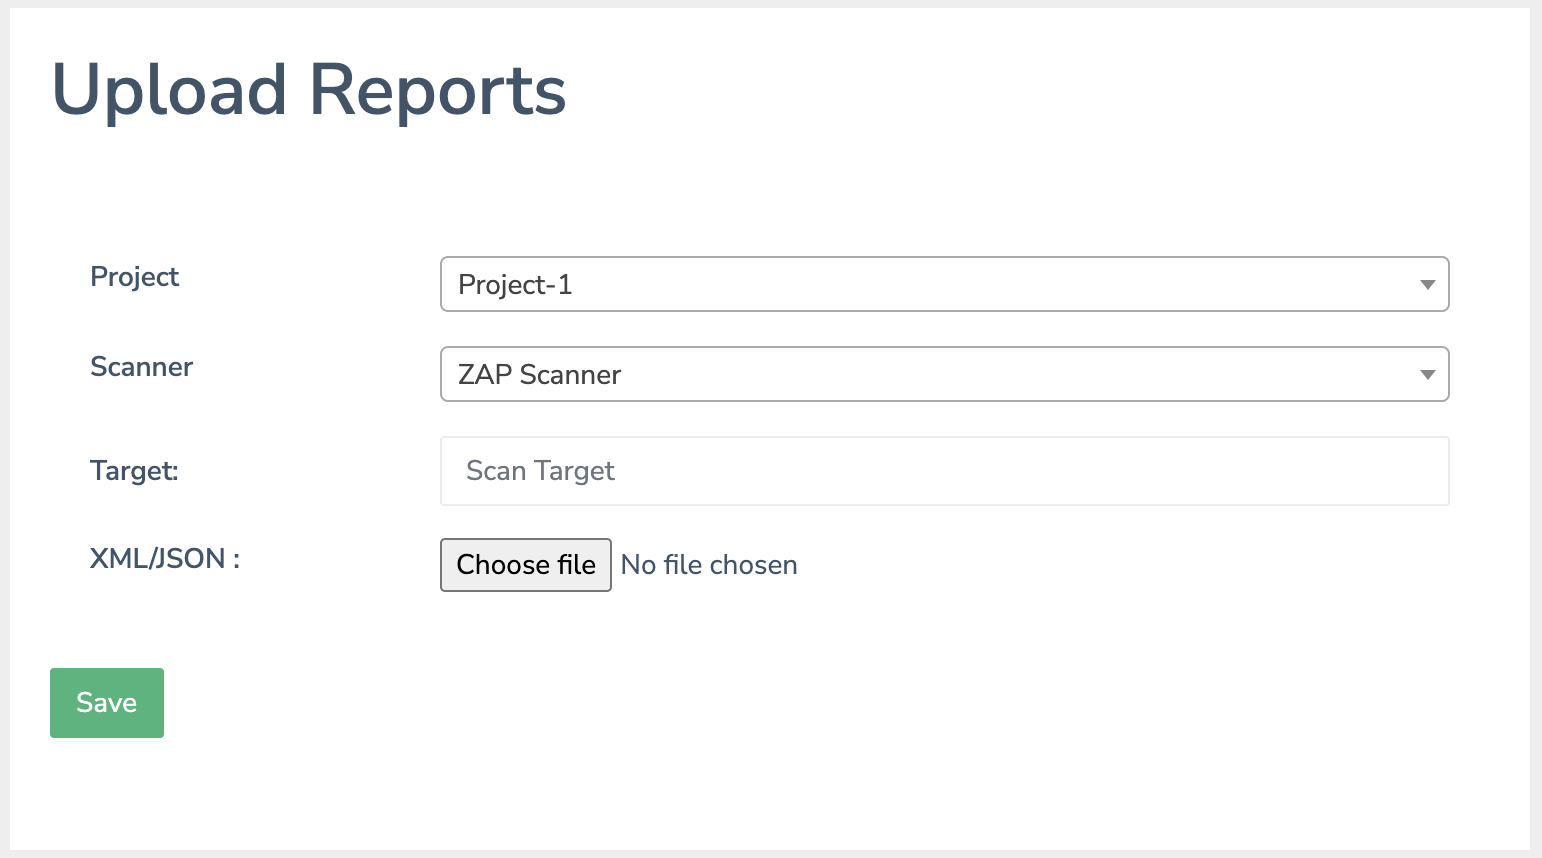 Upload Reports
Project
Project-1
Scanner
ZAP Scanner
Target:
Scan Target
XML/JSON :
Choose file No file chosen
Save